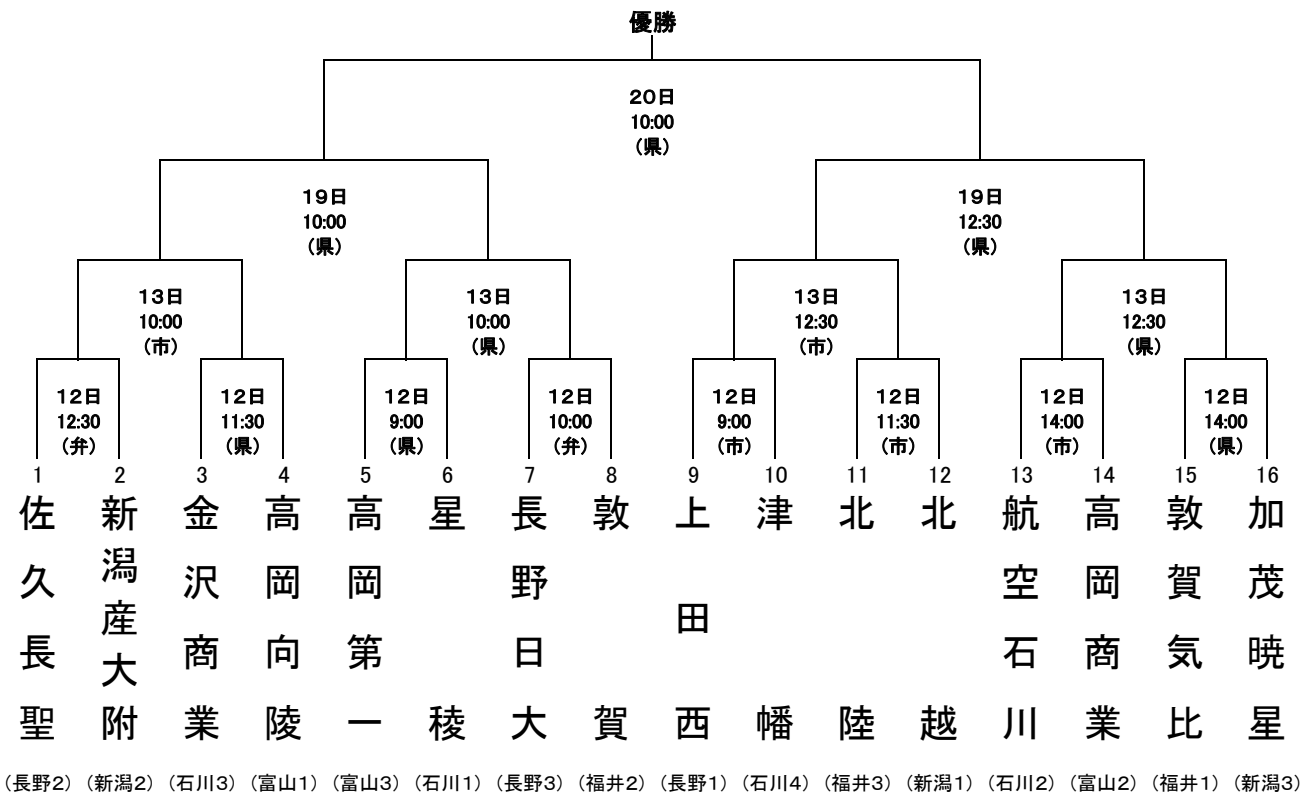 優勝
20日
10:00
（県）
19日
10:00
（県）
19日
12:30
（県）
13日
10:00
（市）
13日
10:00
（県）
13日
12:30
（市）
13日
12:30
（県）
12日
12:30
（弁）
12日
11:30
（県）
12日
9:00
（県）
12日
10:00
（弁）
12日
9:00
（市）
12日
11:30
（市）
12日
14:00
（市）
12日
14:00
（県）
1 2 3 4 5 6 7 8 9 10 11 12 13 14 15 16
佐久長聖
新潟産大附
金沢商業
高岡向陵
高岡第一
星稜
長野日大
敦賀
上田西
津幡
北陸
北越
航空石川
高岡商業
敦賀気比
加茂暁星
（長野2）（新潟2）（石川3）（富山1）（富山3）（石川1）（長野3）（福井2）（長野1）（石川4）（福井3）（新潟1）（石川2）（富山2）（福井1）（新潟3）